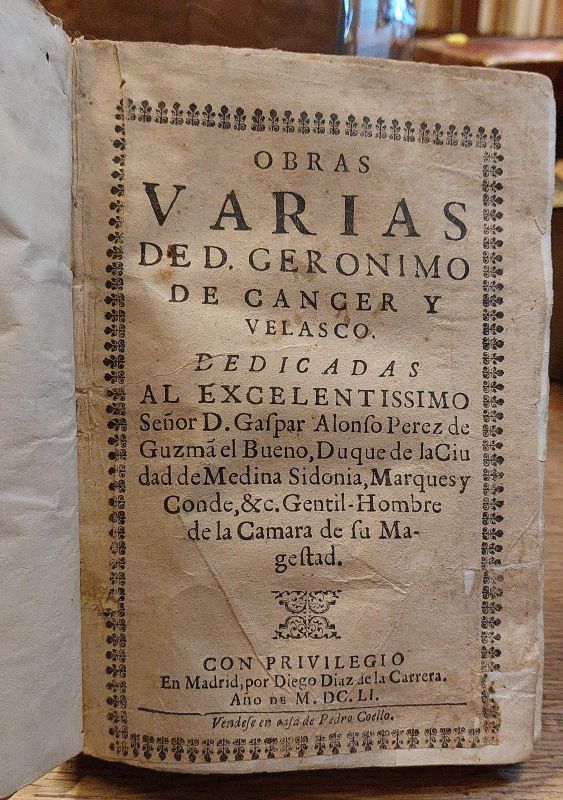 OBRAS
VARIAS
DE D. GERONIMO
DE CANCER Y
VELASCO.
DEDICADAS
AL EXCELENTISSIMO
Señor D. Gaſpar Alonſo Perez de
Guzmã el Bueno, Duque de la Ciu
dad de Medina Sidonia, Marques y
Conde, &c. Gentil-Hombre
de la Camara de ſu Ma-
geſtad.
CON PRIVILEGIO
En Madrid, por Diego Diaz de la Carrera.
Año DE M. DC. LI.
Vendeſe en caſa de Pedro Coello.